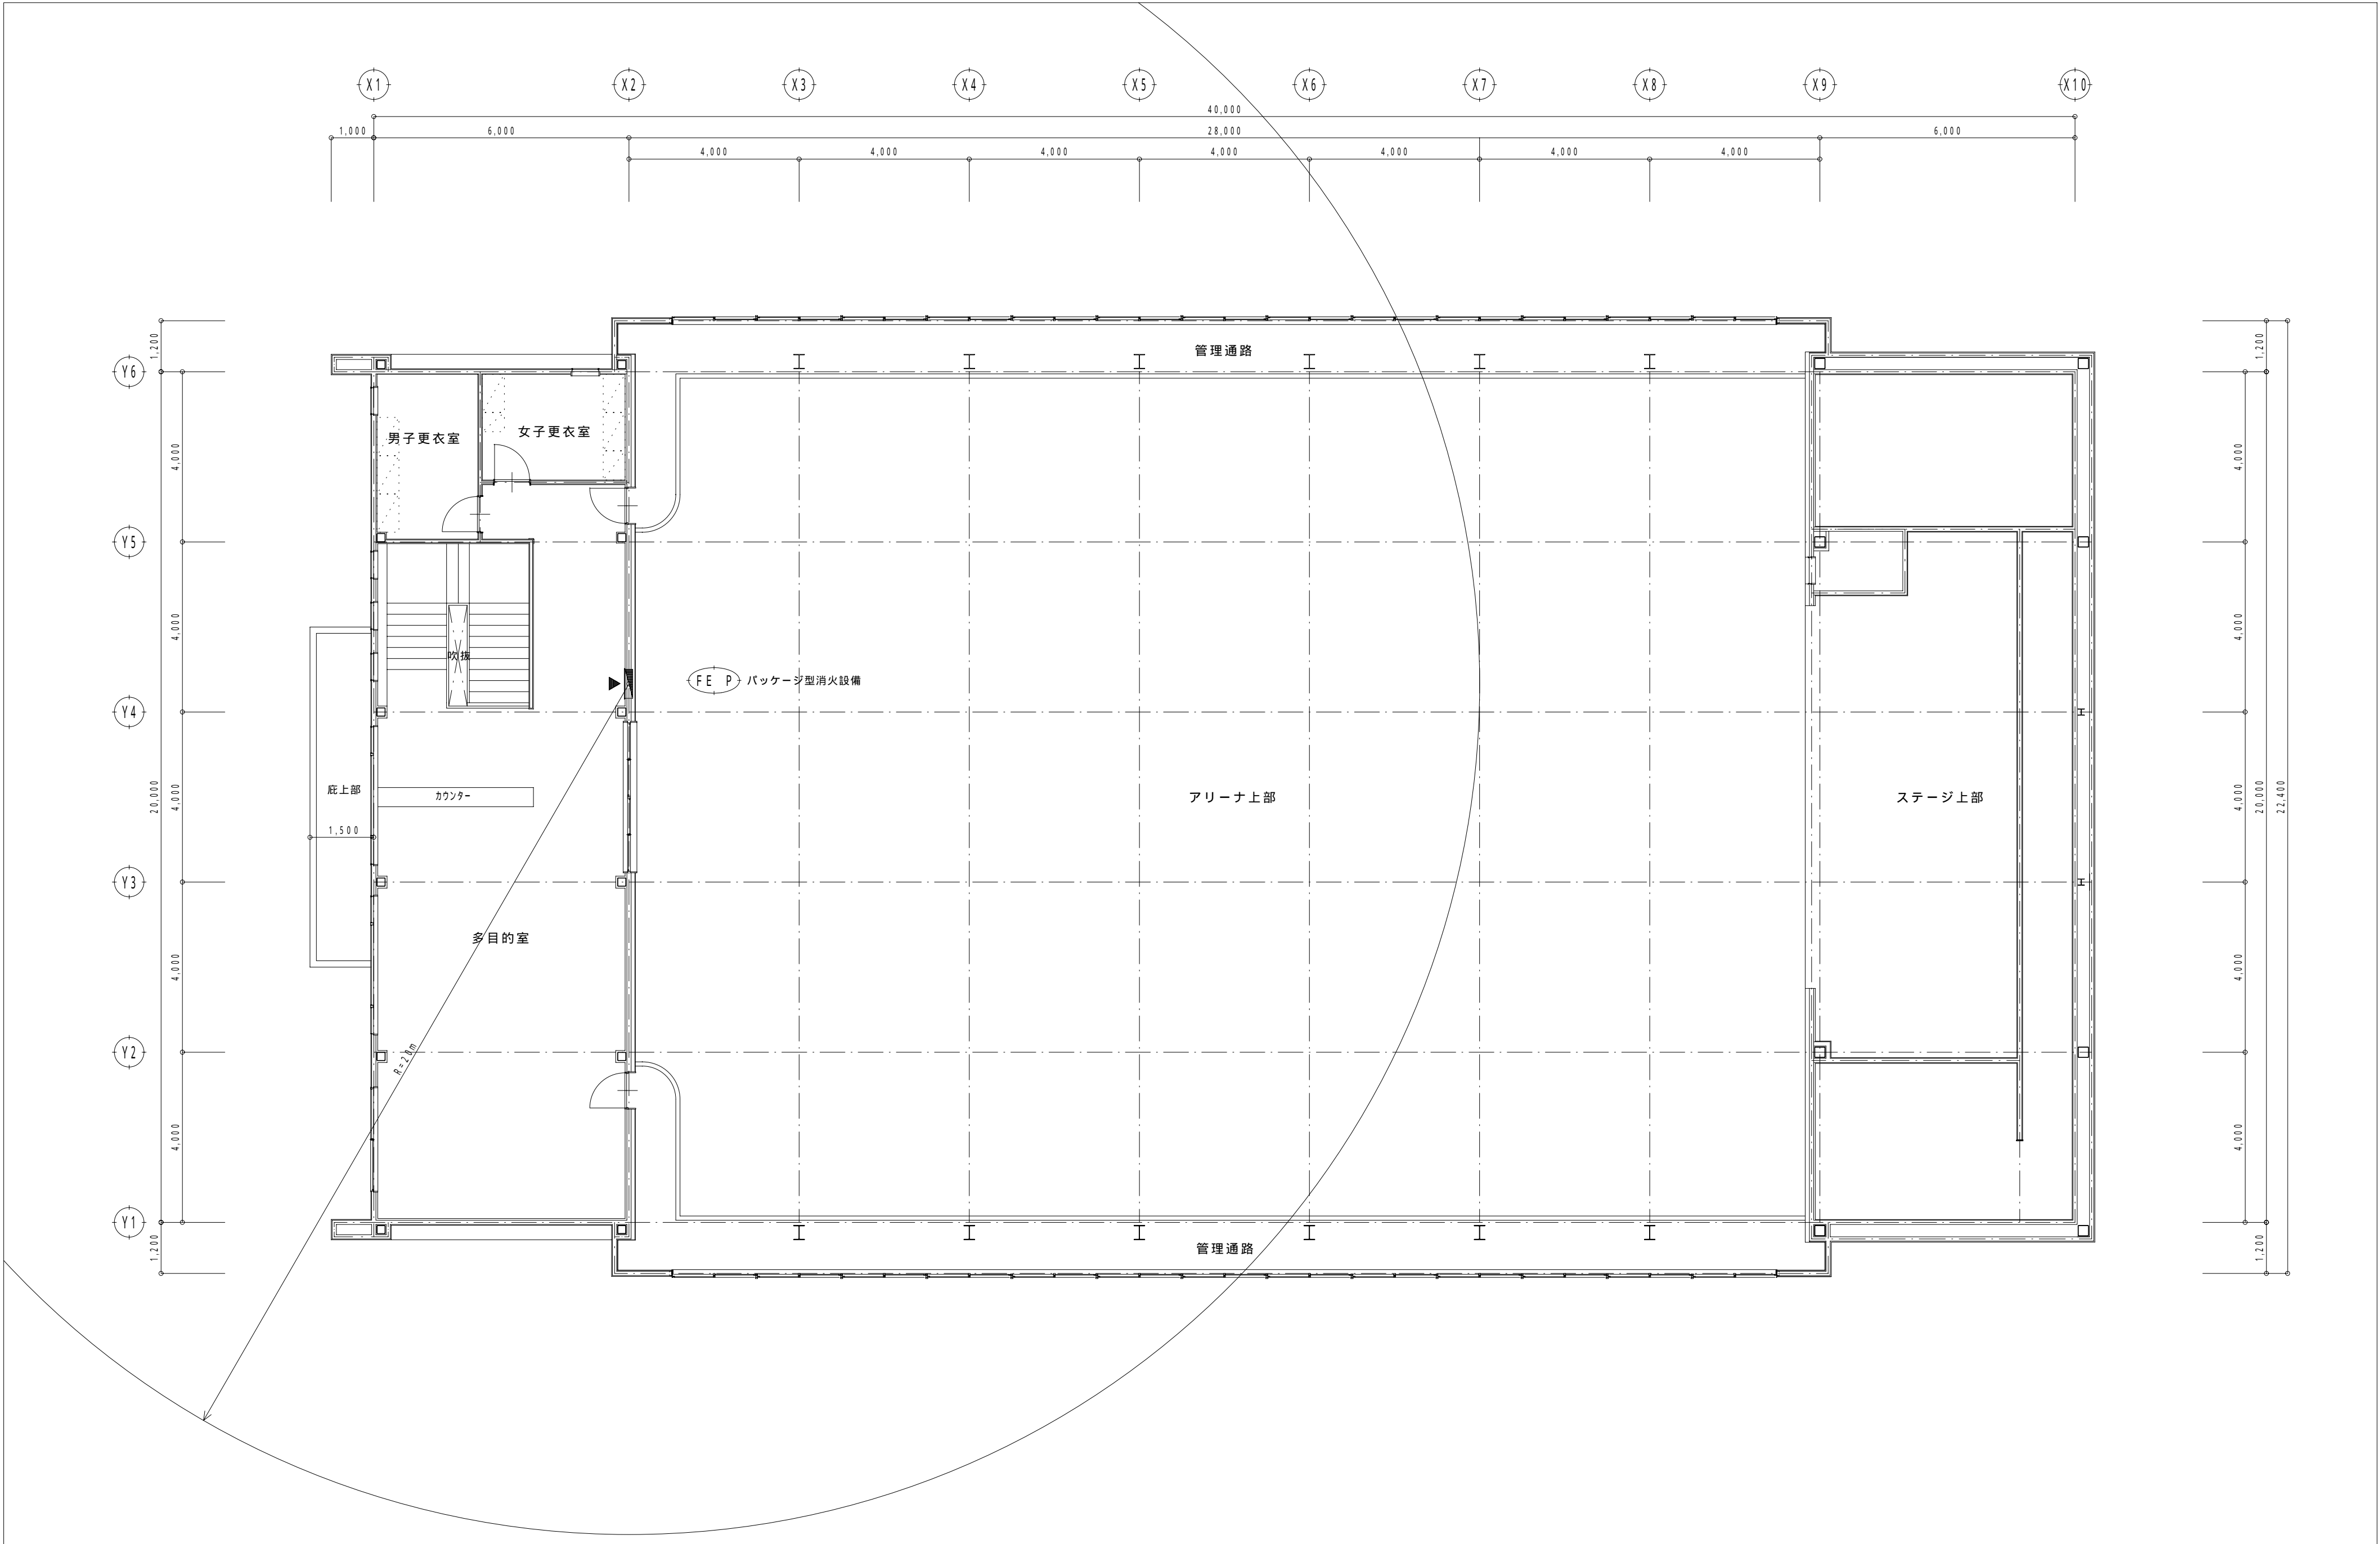 X1 X2 X3 X4 X5 X6 X7 X8 X9 X10
40,000
1,000 6,000 28,000 6,000
4,000 4,000 4,000 4,000 4,000 4,000 4,000
1,200 1,200
管理通路
Y6
男子更衣室 女子更衣室
4,000 4,000
Y5
4,000 4,000
吹抜
FE P パッケージ型消火設備
Y4
庇上部 カウンター アリーナ上部 ステージ上部
20,000 4,000 4,000 20,000 22,400
1,500
Y3
多目的室
4,000 4,000
Y2
R=20m
4,000 4,000
Y1
管理通路
1,200 1,200